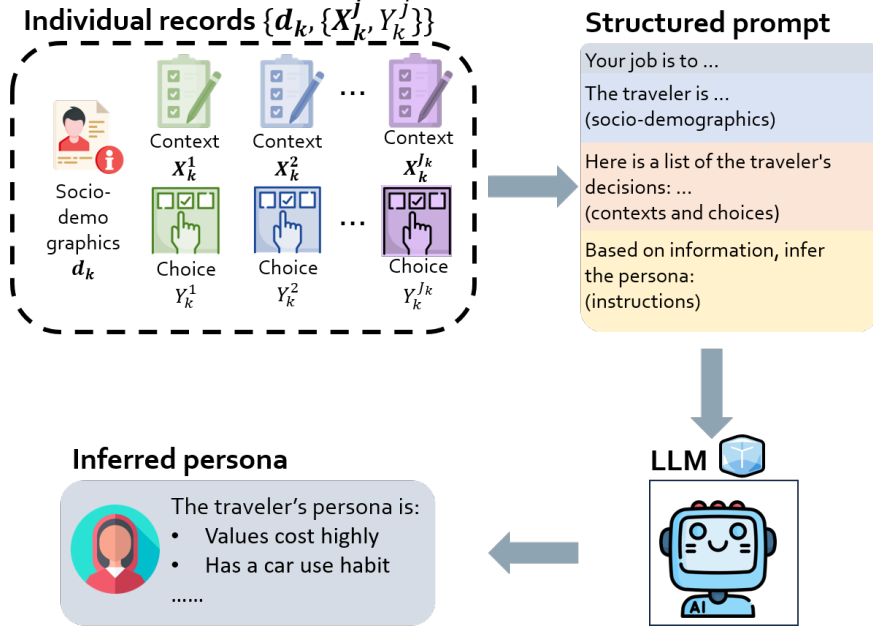 Individual records {d_k, {X_k^j, Y_k^j}}
Structured prompt
Socio-
demo
graphics
d_k
Context
X_k^1
Context
X_k^2
...
Context
X_k^{J_k}
Choice
Y_k^1
Choice
Y_k^2
...
Choice
Y_k^{J_k}
Your job is to ...
The traveler is ...
(socio-demographics)
Here is a list of the traveler's
decisions: ...
(contexts and choices)
Based on information, infer
the persona:
(instructions)
LLM
AI
Inferred persona
The traveler’s persona is:
• Values cost highly
• Has a car use habit
......